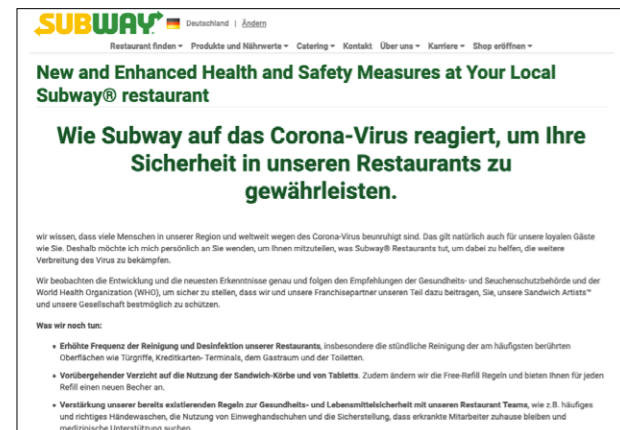 SUBWAY Deutschland | Ändern
Restaurant finden Produkte und Nährwerte Catering Kontakt Über uns Karriere Shop eröffnen
New and Enhanced Health and Safety Measures at Your Local
Subway® restaurant
Wie Subway auf das Corona-Virus reagiert, um Ihre
Sicherheit in unseren Restaurants zu
gewährleisten.
wir wissen, dass viele Menschen in unserer Region und weltweit wegen des Corona-Virus beunruhigt sind. Das gilt natürlich auch für unsere loyalen Gäste
wie Sie. Deshalb möchte ich mich persönlich an Sie wenden, um Ihnen mitzuteilen, was Subway® Restaurants tut, um dabei zu helfen, die weitere
Verbreitung des Virus zu bekämpfen.
Wir beobachten die Entwicklung und die neuesten Erkenntnisse genau und folgen den Empfehlungen der Gesundheits- und Seuchenschutzbehörde und der
World Health Organization (WHO), um sicher zu stellen, dass wir und unsere Franchisepartner unseren Teil dazu beitragen, Sie, unsere Sandwich Artists™
und unsere Gesellschaft bestmöglich zu schützen.
Was wir noch tun:
• Erhöhte Frequenz der Reinigung und Desinfektion unserer Restaurants, insbesondere die stündliche Reinigung der am häufigsten berührten
Oberflächen wie Türgriffe, Kreditkarten- Terminals, dem Gastraum und der Toiletten.
• Vorübergehender Verzicht auf die Nutzung der Sandwich-Körbe und von Tabletts. Zudem ändern wir die Free-Refill Regeln und bieten Ihnen für jeden
Refill einen neuen Becher an.
• Verstärkung unserer bereits existierenden Regeln zur Gesundheits- und Lebensmittelsicherheit mit unseren Restaurant Teams, wie z.B. häufiges
und richtiges Händewaschen, die Nutzung von Einweghandschuhen und die Sicherstellung, dass erkrankte Mitarbeiter zuhause bleiben und
medizinische Unterstützung suchen.